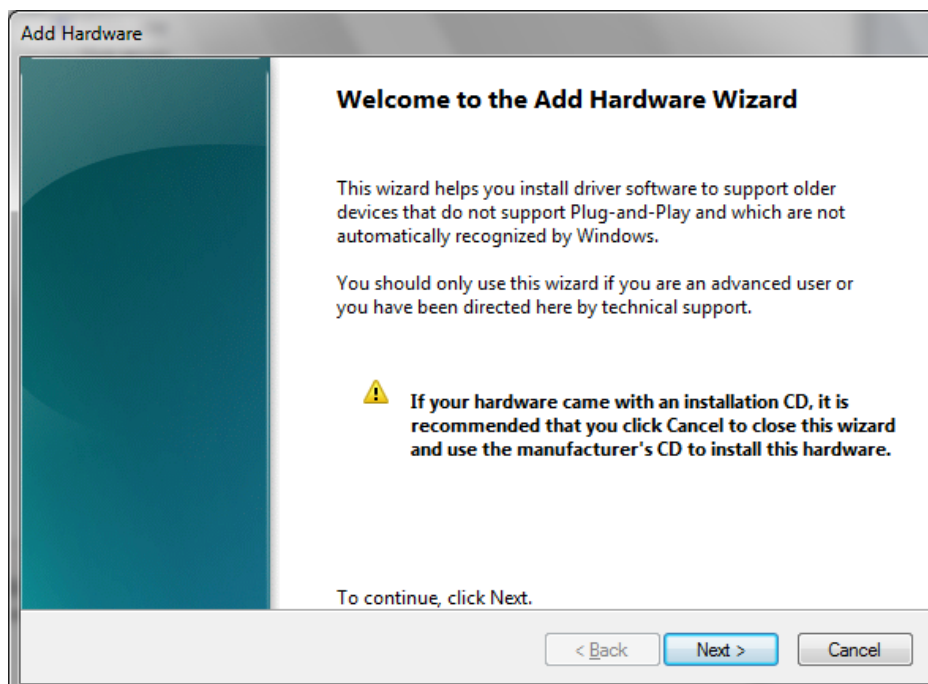 Add Hardware
Welcome to the Add Hardware Wizard
This wizard helps you install driver software to support older
devices that do not support Plug-and-Play and which are not
automatically recognized by Windows.
You should only use this wizard if you are an advanced user or
you have been directed here by technical support.
If your hardware came with an installation CD, it is
recommended that you click Cancel to close this wizard
and use the manufacturer's CD to install this hardware.
To continue, click Next.
< Back Next > Cancel